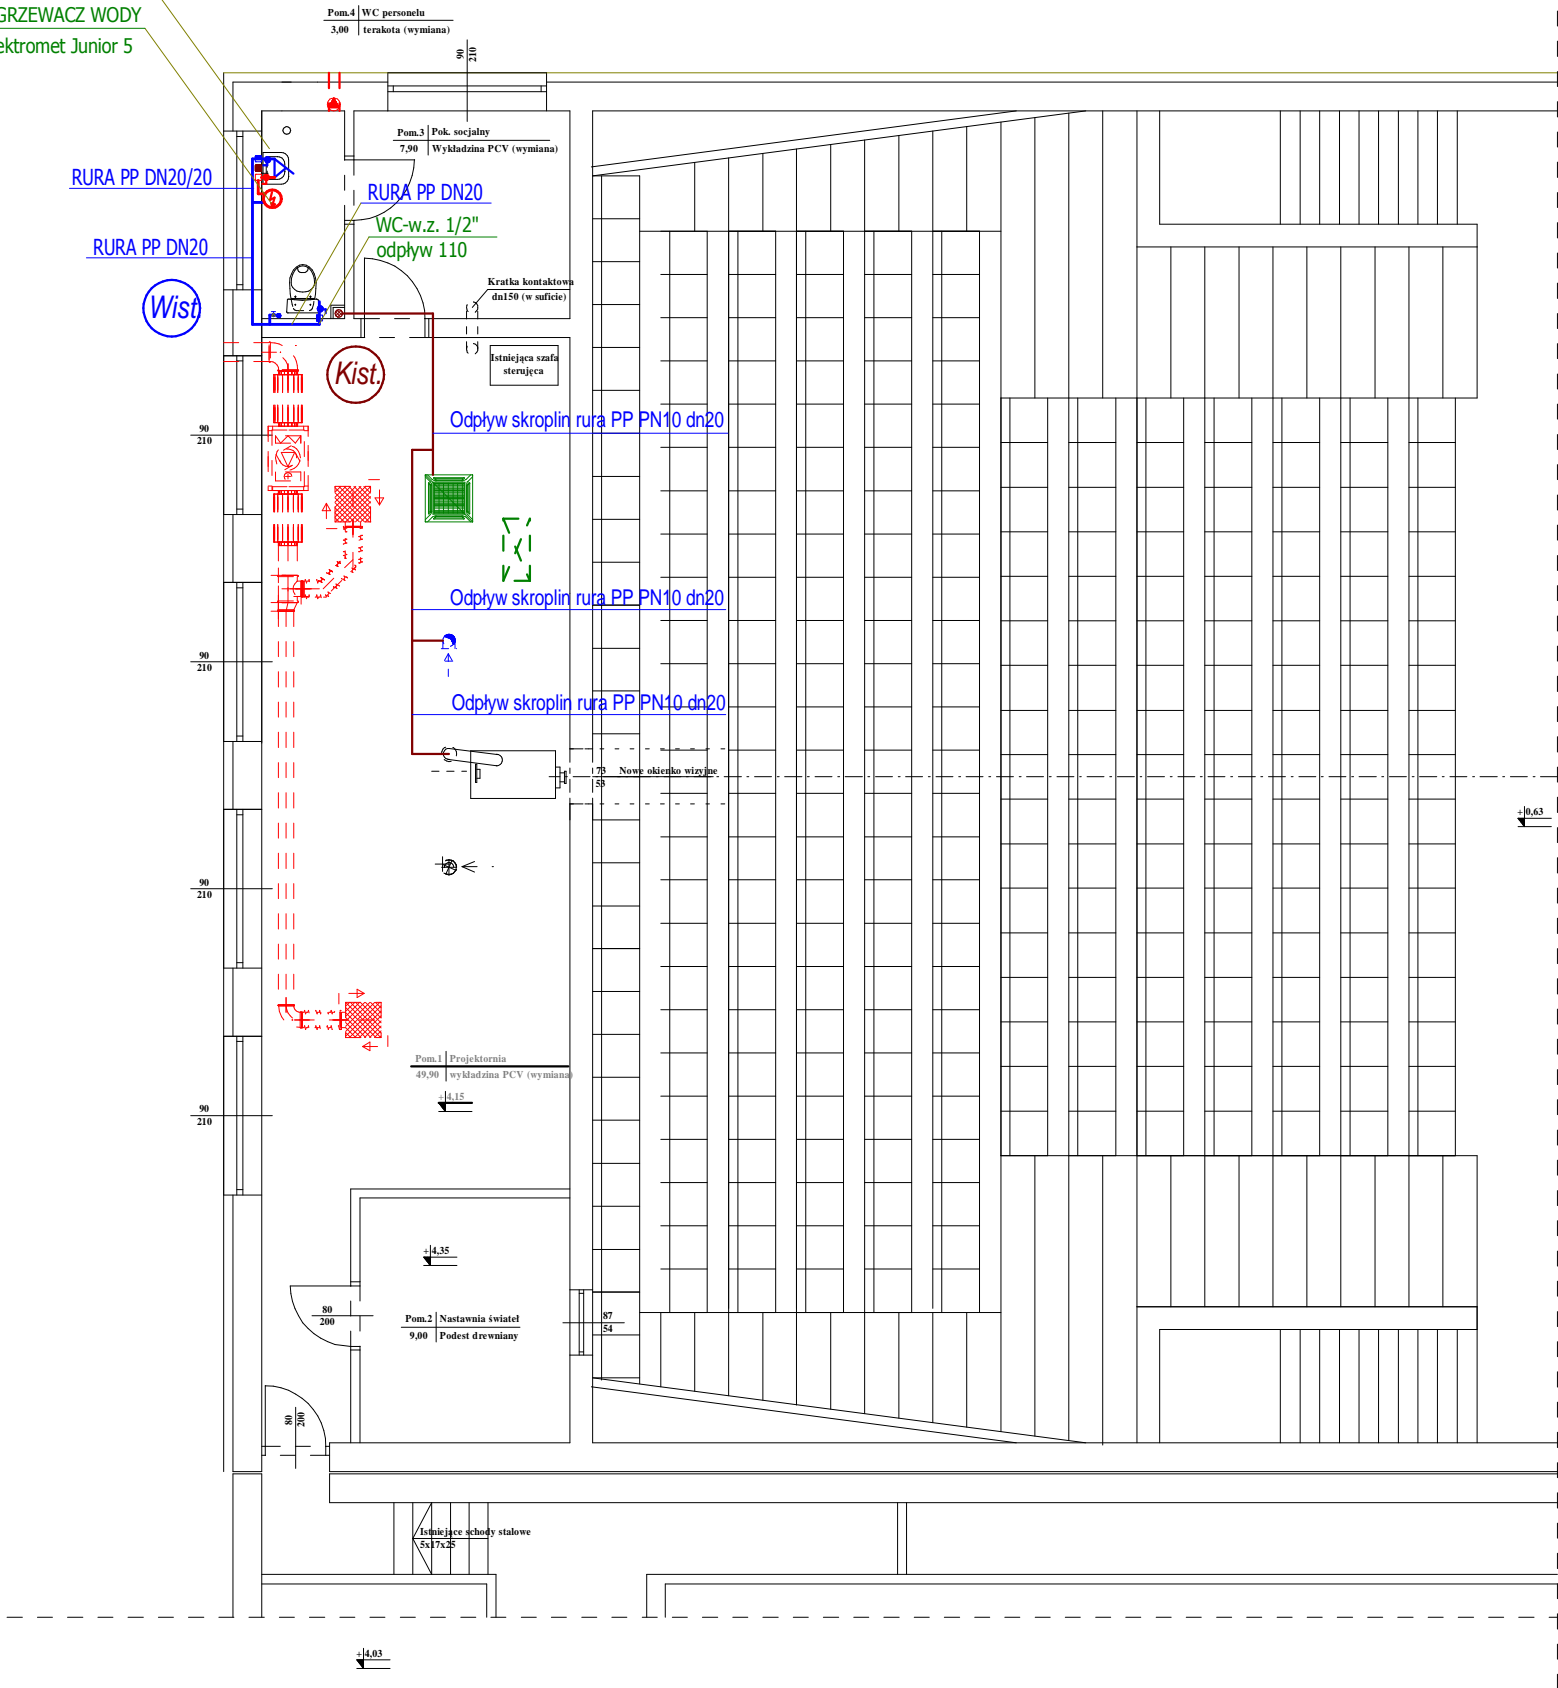 GRZEWACZ WODY
ektromet Junior 5
Pom.4 WC personelu
3,00 terakota (wymiana)
90
210
Pom.3 Pok. socjalny
7,90 Wykładzina PCV (wymiana)
RURA PP DN20/20
RURA PP DN20
WC-w.z. 1/2"
odpływ 110
RURA PP DN20
Wist.
Kratka kontaktowa
dn150 (w suficie)
Istniejąca szafa
sterująca
Kist.
Odpływ skroplin rura PP PN10 dn20
90
210
Odpływ skroplin rura PP PN10 dn20
90
210
Odpływ skroplin rura PP PN10 dn20
73 Nowe okienko wizyjne
53
+0,63
90
210
Pom.1 Projektornia
49,90 wykładzina PCV (wymiana)
+4,15
90
210
+4,35
80
200
Pom.2 Nastawnia świateł
9,00 Podest drewniany
87
54
80
200
Istniejące schody stalowe
5x17x25
+4,03